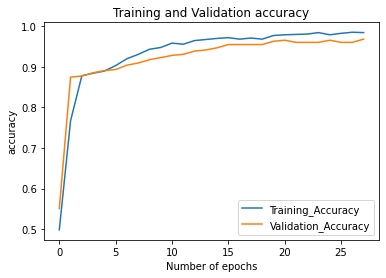 Training and Validation accuracy
1.0
0.9
0.8
0.7
0.6
0.5
accuracy
Training_Accuracy
Validation_Accuracy
0 5 10 15 20 25
Number of epochs